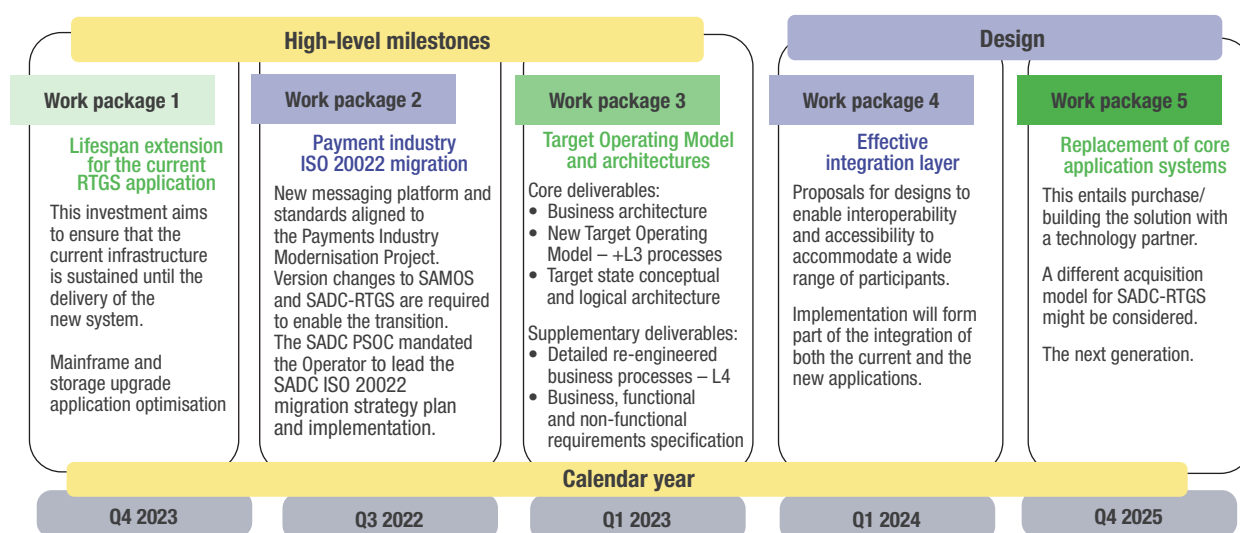 High-level milestones
Design
Work package 1
Lifespan extension
for the current
RTGS application
This investment aims
to ensure that the
current infrastructure
is sustained until the
delivery of the
new system.
Mainframe and
storage upgrade
application optimisation
Work package 2
Payment industry
ISO 20022 migration
New messaging platform and
standards aligned to
the Payments Industry
Modernisation Project.
Version changes to SAMOS
and SADC-RTGS are required
to enable the transition.
The SADC PSOC mandated
the Operator to lead the
SADC ISO 20022
migration strategy plan
and implementation.
Work package 3
Target Operating Model
and architectures
Core deliverables:
• Business architecture
• New Target Operating
Model – +L3 processes
• Target state conceptual
and logical architecture
Supplementary deliverables:
• Detailed re-engineered
business processes – L4
• Business, functional
and non-functional
requirements specification
Work package 4
Effective
integration layer
Proposals for designs to
enable interoperability
and accessibility to
accommodate a wide
range of participants.
Implementation will form
part of the integration of
both the current and the
new applications.
Work package 5
Replacement of core
application systems
This entails purchase/
building the solution with
a technology partner.
A different acquisition
model for SADC-RTGS
might be considered.
The next generation.
Calendar year
Q4 2023
Q3 2022
Q1 2023
Q1 2024
Q4 2025